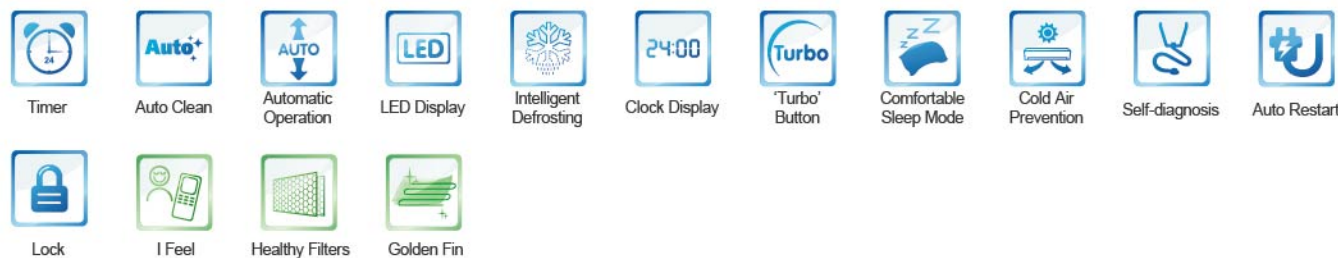 24
Auto
AUTO
LED
24:00
Turbo
z z Z
Timer
Auto Clean
Automatic
Operation
LED Display
Intelligent
Defrosting
Clock Display
‘Turbo’
Button
Comfortable
Sleep Mode
Cold Air
Prevention
Self-diagnosis
Auto Restart
Lock
I Feel
Healthy Filters
Golden Fin